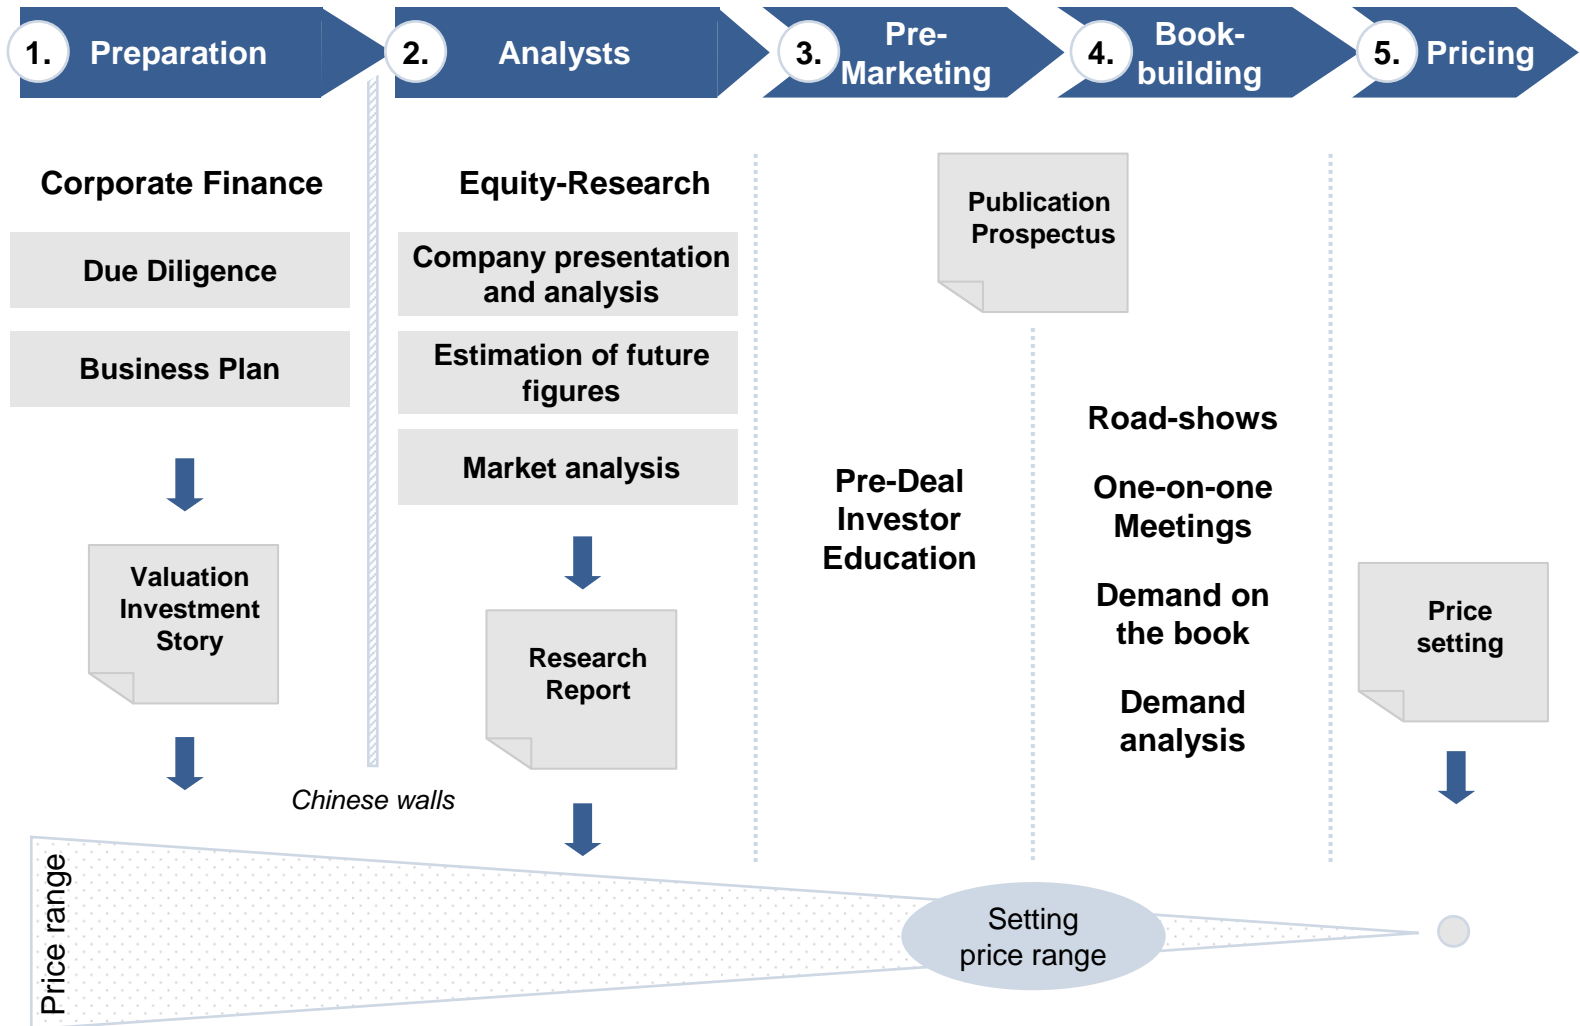 1. Preparation
2. Analysts
3. Pre-
Marketing
4. Book-
building
5. Pricing
Corporate Finance
Due Diligence
Business Plan
Valuation
Investment
Story
Chinese walls
Equity-Research
Company presentation
and analysis
Estimation of future
figures
Market analysis
Research
Report
Publication
Prospectus
Pre-Deal
Investor
Education
Road-shows
One-on-one
Meetings
Demand on
the book
Demand
analysis
Price
setting
Price range
Setting
price range